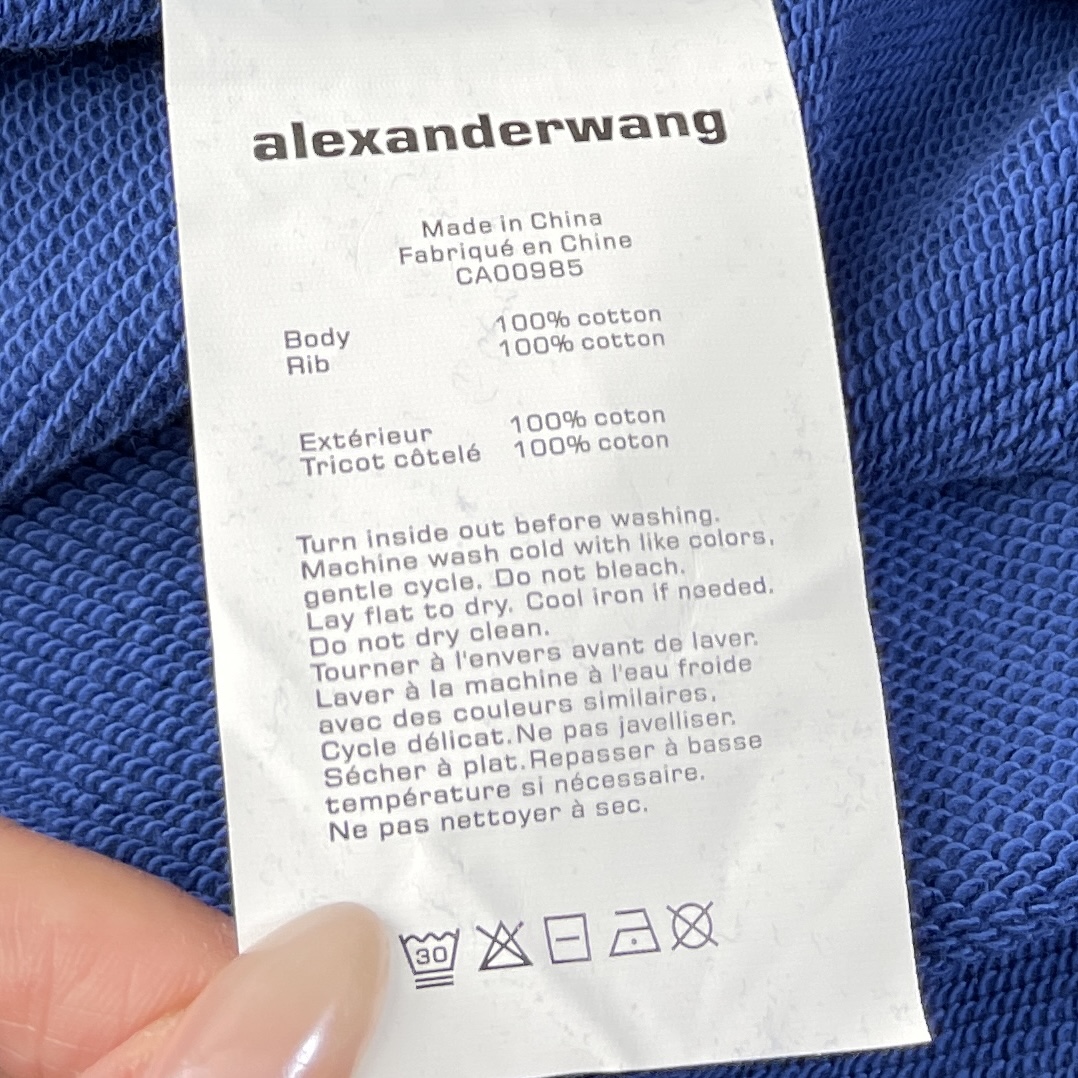 alexanderwang
Made in China
Fabriqué en Chine
CA00985
Body 100% cotton
Rib 100% cotton
Extérieur 100% coton
Tricot côtelé 100% coton
Turn inside out before washing.
Machine wash cold with like colors,
gentle cycle. Do not bleach.
Lay flat to dry. Cool iron if needed.
Do not dry clean.
Tourner à l'envers avant de laver.
Laver à la machine à l'eau froide
avec des couleurs similaires.
Cycle délicat.Ne pas javelliser.
Sécher à plat.Repasser à basse
température si nécessaire.
Ne pas nettoyer à sec.
30